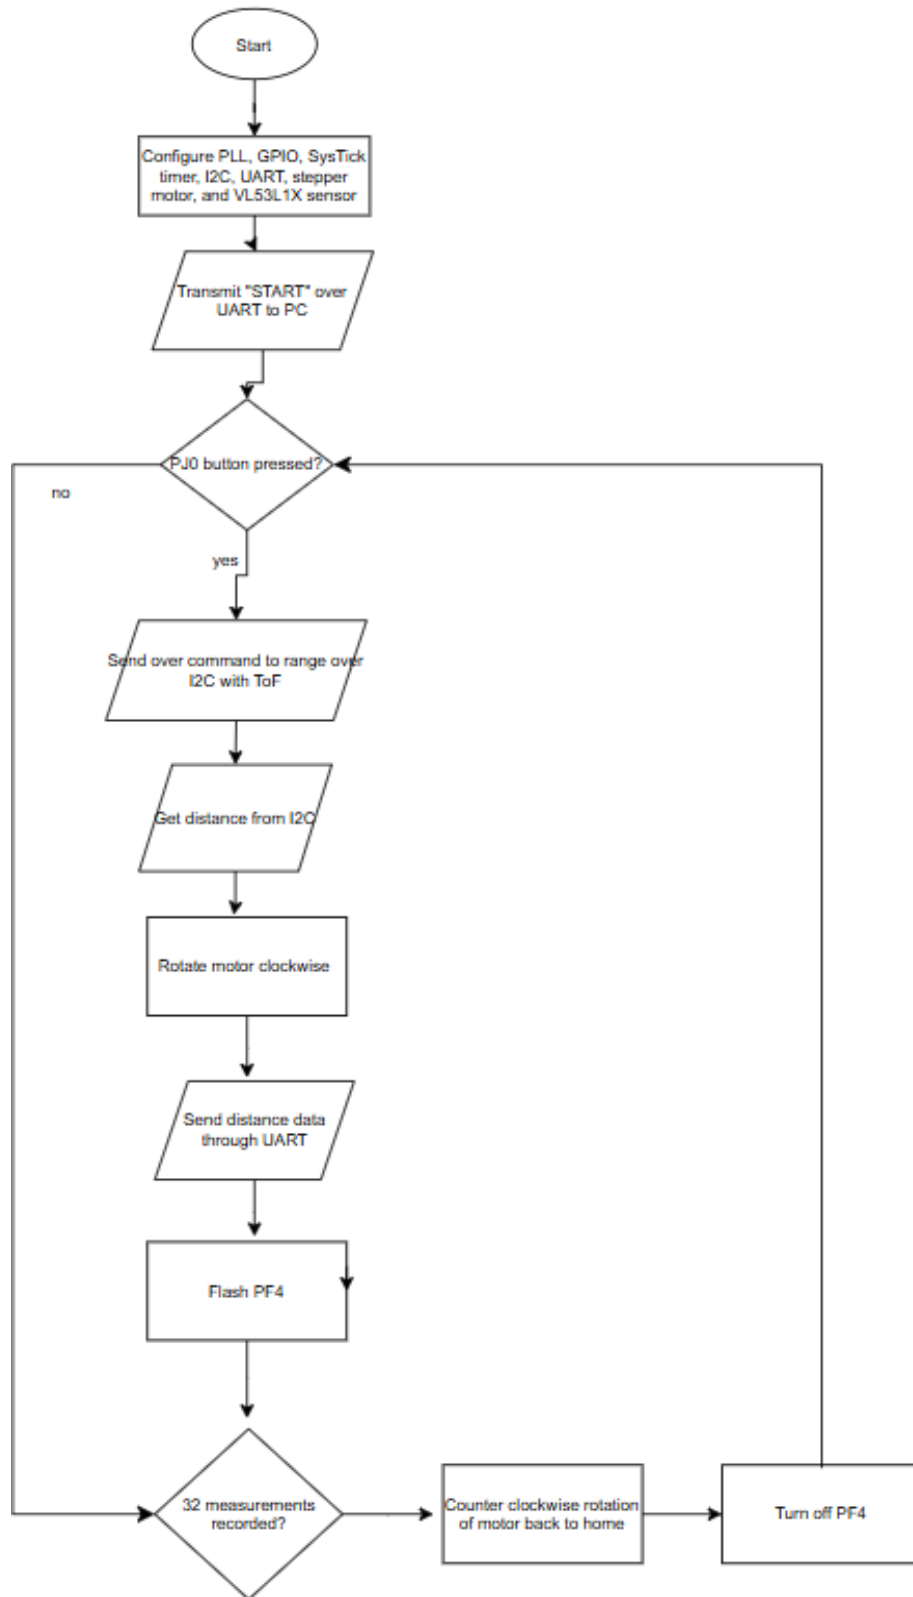 Start
Configure PLL, GPIO, SysTick
timer, I2C, UART, stepper
motor, and VL53L1X sensor
Transmit "START" over
UART to PC
PJ0 button pressed?
no
yes
Send over command to range over
I2C with ToF
Get distance from I2C
Rotate motor clockwise
Send distance data
through UART
Flash PF4
32 measurements
recorded?
Counter clockwise rotation
of motor back to home
Turn off PF4